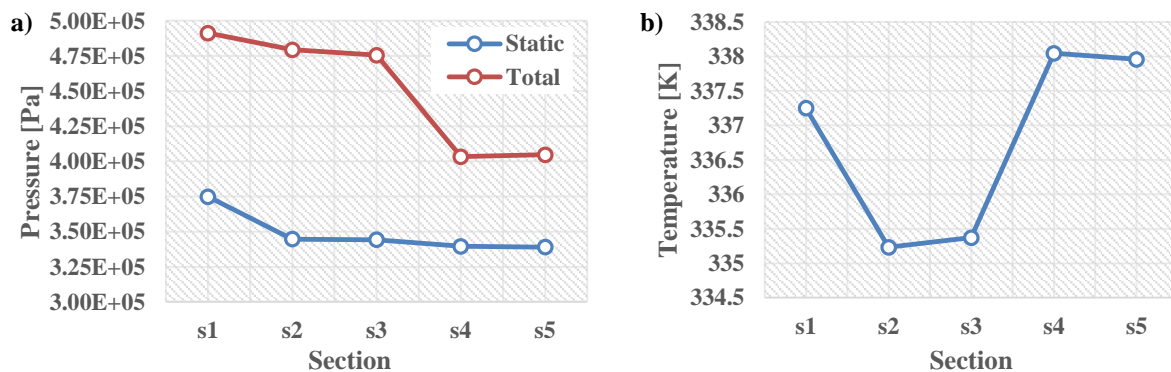 a)
Pressure [Pa]
5.00E+05
4.75E+05
4.50E+05
4.25E+05
4.00E+05
3.75E+05
3.50E+05
3.25E+05
3.00E+05
Static
Total
s1 s2 s3 s4 s5
Section
b)
Temperature [K]
338.5
338
337.5
337
336.5
336
335.5
335
334.5
s1 s2 s3 s4 s5
Section